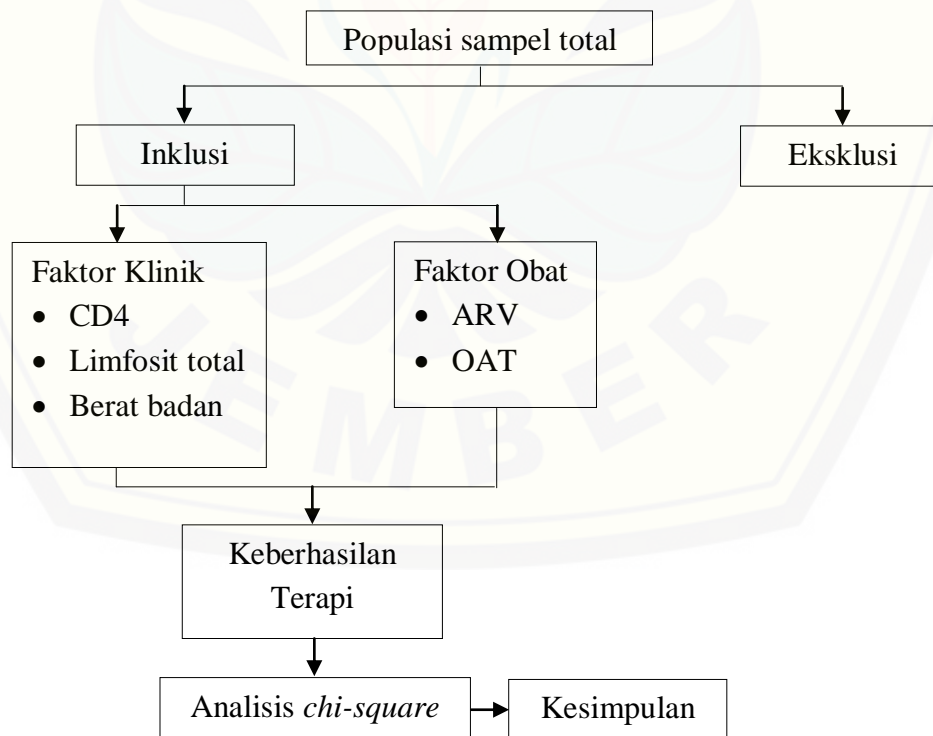 Populasi sampel total
Inklusi
Eksklusi
Faktor Klinik
• CD4
• Limfosit total
• Berat badan
Faktor Obat
• ARV
• OAT
JEMBER
Keberhasilan
Terapi
Analisis chi-square
Kesimpulan